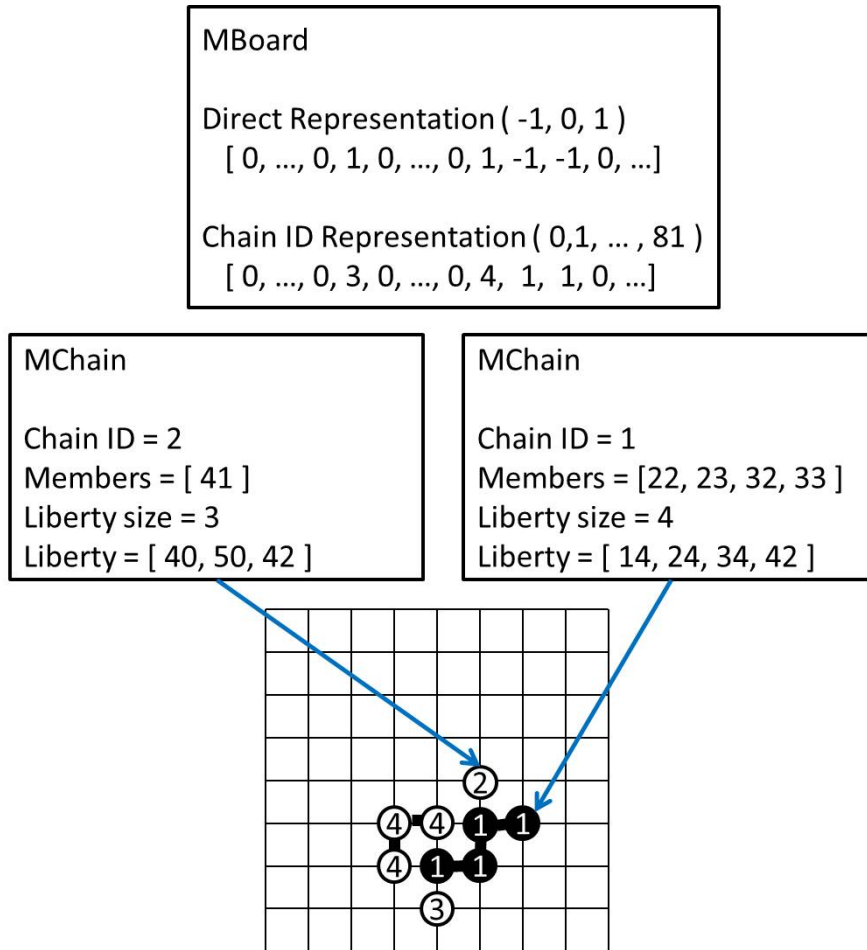 MBoard
Direct Representation ( -1, 0, 1 )
[ 0, ..., 0, 1, 0, ..., 0, 1, -1, -1, 0, ...]
Chain ID Representation ( 0,1, ... , 81 )
[ 0, ..., 0, 3, 0, ..., 0, 4, 1, 1, 0, ...]
MChain
Chain ID = 2
Members = [ 41 ]
Liberty size = 3
Liberty = [ 40, 50, 42 ]
MChain
Chain ID = 1
Members = [22, 23, 32, 33 ]
Liberty size = 4
Liberty = [ 14, 24, 34, 42 ]
2
4 4 1 1
4 1 1
3